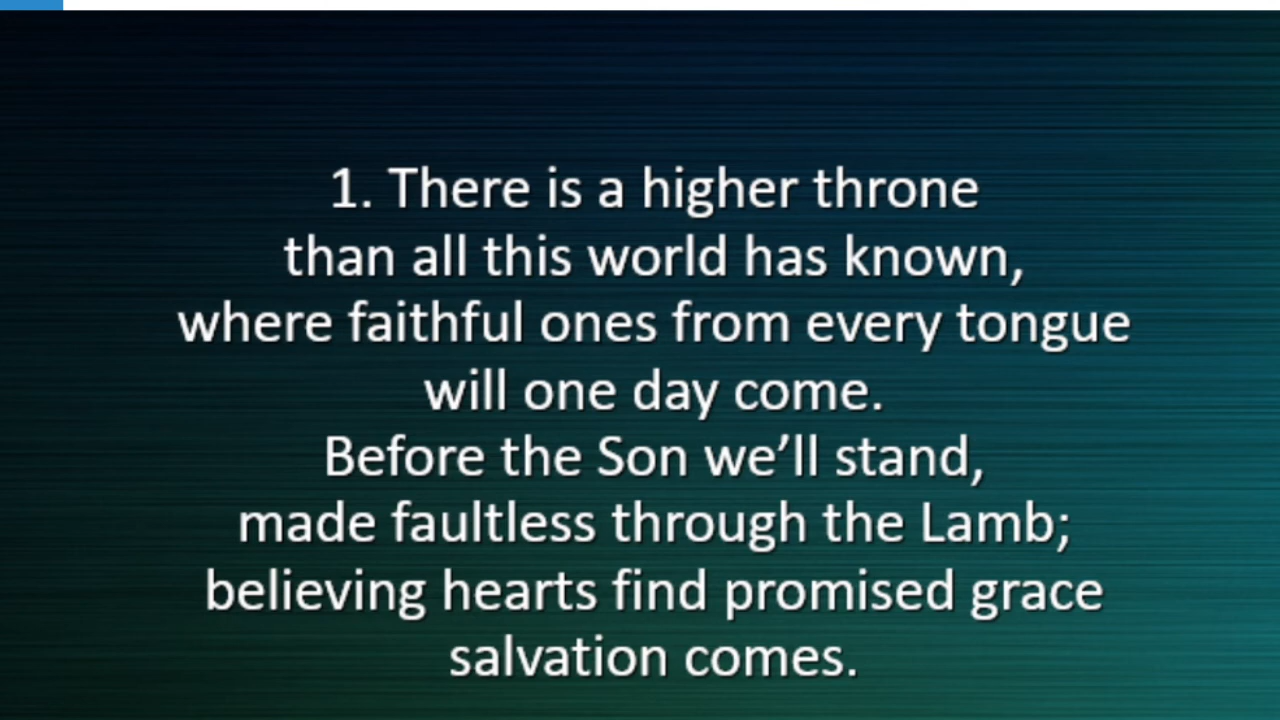 1. There is a higher throne
than all this world has known,
where faithful ones from every tongue
will one day come.
Before the Son we’ll stand,
made faultless through the Lamb;
believing hearts find promised grace
salvation comes.